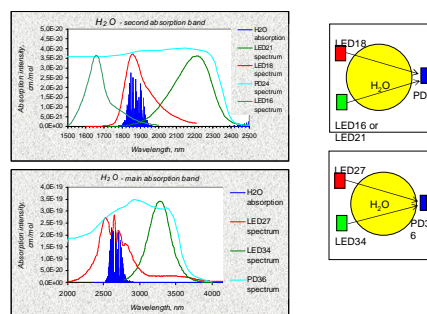 H2O - second absorption band
Absorption intensity, cm/mol
5,0E-20
4,5E-20
4,0E-20
3,5E-20
3,0E-20
2,5E-20
2,0E-20
1,5E-20
1,0E-20
5,0E-21
0,0E+00
1500 1600 1700 1800 1900 2000 2100 2200 2300 2400 2500
Wavelength, nm
H2O absorption
LED21 spectrum
LED18 spectrum
PD24 spectrum
LED16 spectrum
LED18
H2O
PD
LED16 or
LED21
H2O - main absorption band
Absorption intensity, cm/mol
4,0E-19
3,5E-19
3,0E-19
2,5E-19
2,0E-19
1,5E-19
1,0E-19
5,0E-20
0,0E+00
2000 2500 3000 3500 4000
Wavelength, nm
H2O absorption
LED27 spectrum
LED34 spectrum
PD36 spectrum
LED27
H2O
PD3
6
LED34